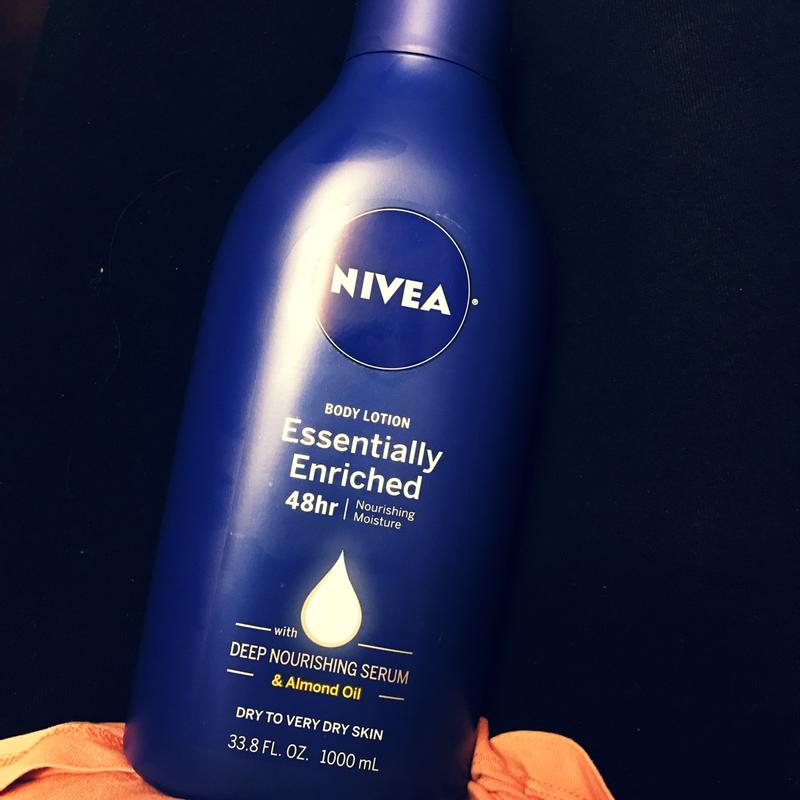 NIVEA®
BODY LOTION
Essentially
Enriched
48hr | Nourishing
Moisture
with
DEEP NOURISHING SERUM
& Almond Oil
DRY TO VERY DRY SKIN
33.8 FL. OZ. 1000 mL